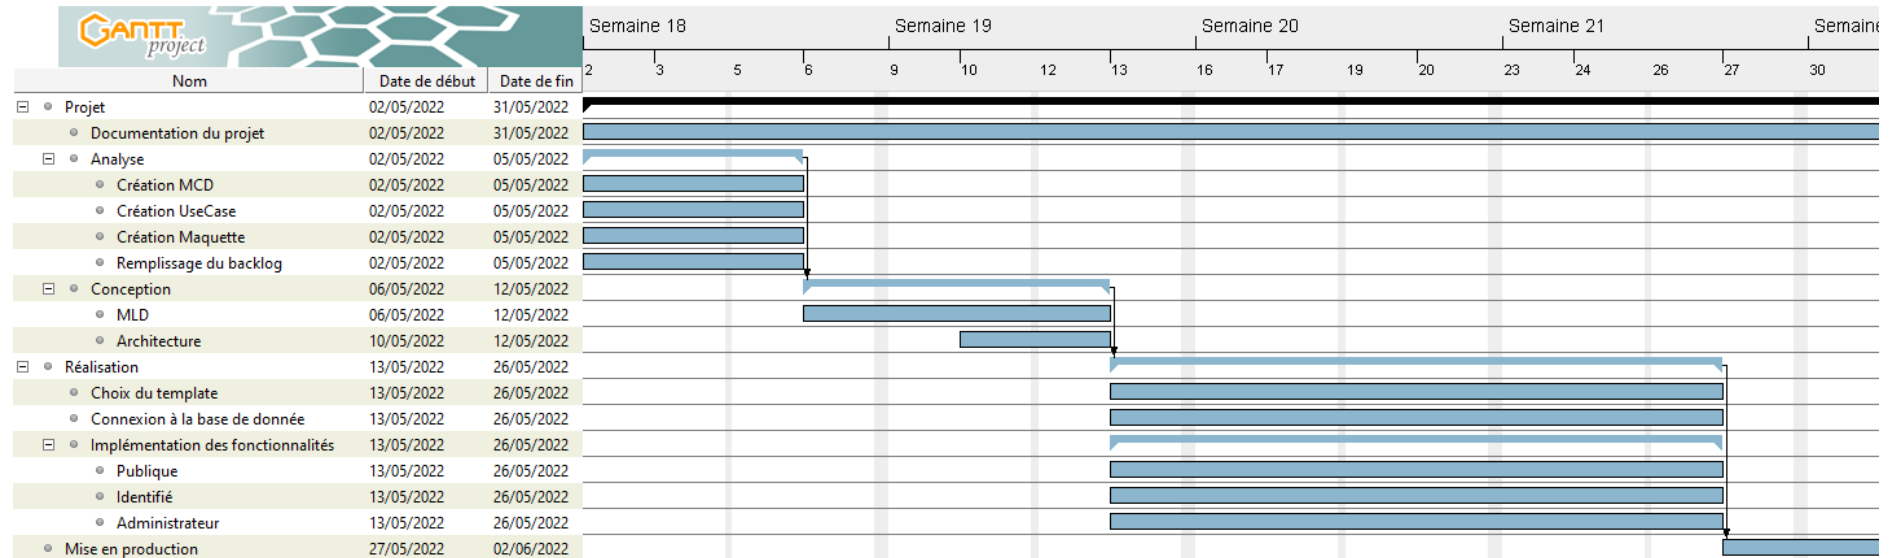 GANTT project
Semaine 18 Semaine 19 Semaine 20 Semaine 21 Semaine
2 3 5 6 9 10 12 13 16 17 19 20 23 24 26 27 30
Nom Date de début Date de fin
Projet 02/05/2022 31/05/2022
Documentation du projet 02/05/2022 31/05/2022
Analyse 02/05/2022 05/05/2022
Création MCD 02/05/2022 05/05/2022
Création UseCase 02/05/2022 05/05/2022
Création Maquette 02/05/2022 05/05/2022
Remplissage du backlog 02/05/2022 05/05/2022
Conception 06/05/2022 12/05/2022
MLD 06/05/2022 12/05/2022
Architecture 10/05/2022 12/05/2022
Réalisation 13/05/2022 26/05/2022
Choix du template 13/05/2022 26/05/2022
Connexion à la base de donnée 13/05/2022 26/05/2022
Implémentation des fonctionnalités 13/05/2022 26/05/2022
Publique 13/05/2022 26/05/2022
Identifié 13/05/2022 26/05/2022
Administrateur 13/05/2022 26/05/2022
Mise en production 27/05/2022 02/06/2022